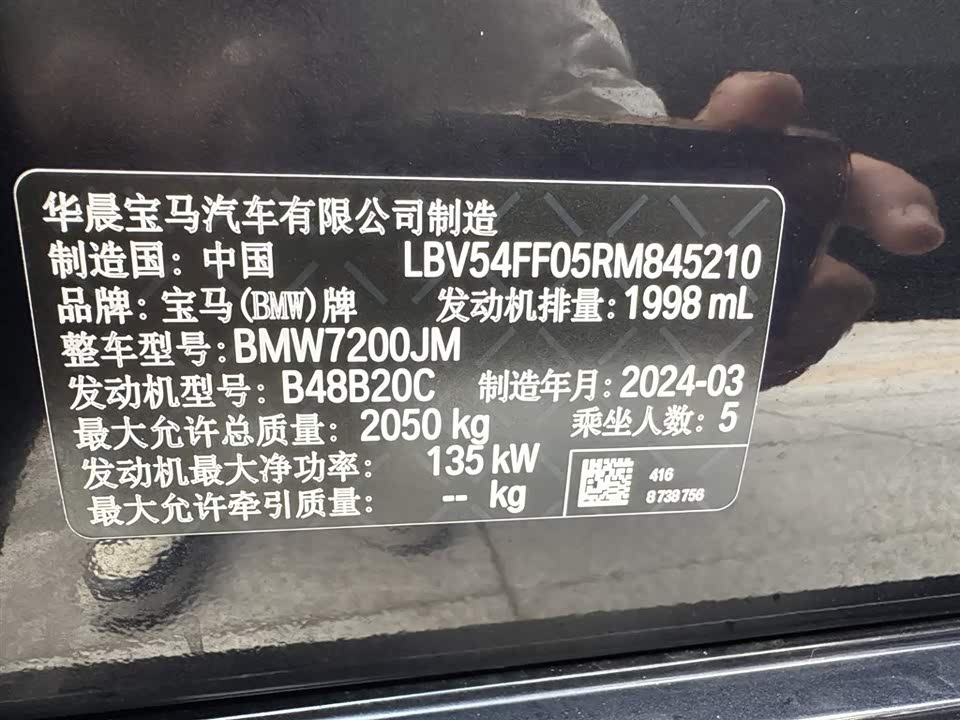 华晨宝马汽车有限公司制造
制造国：中国 LBV54FF05RM845210
品牌：宝马(BMW)牌 发动机排量：1998 mL
整车型号：BMW7200JM
发动机型号：B48B20C 制造年月：2024-03
最大允许总质量：2050 kg 乘坐人数：5
发动机最大净功率：135 kW
最大允许牵引质量：-- kg
416
8738756